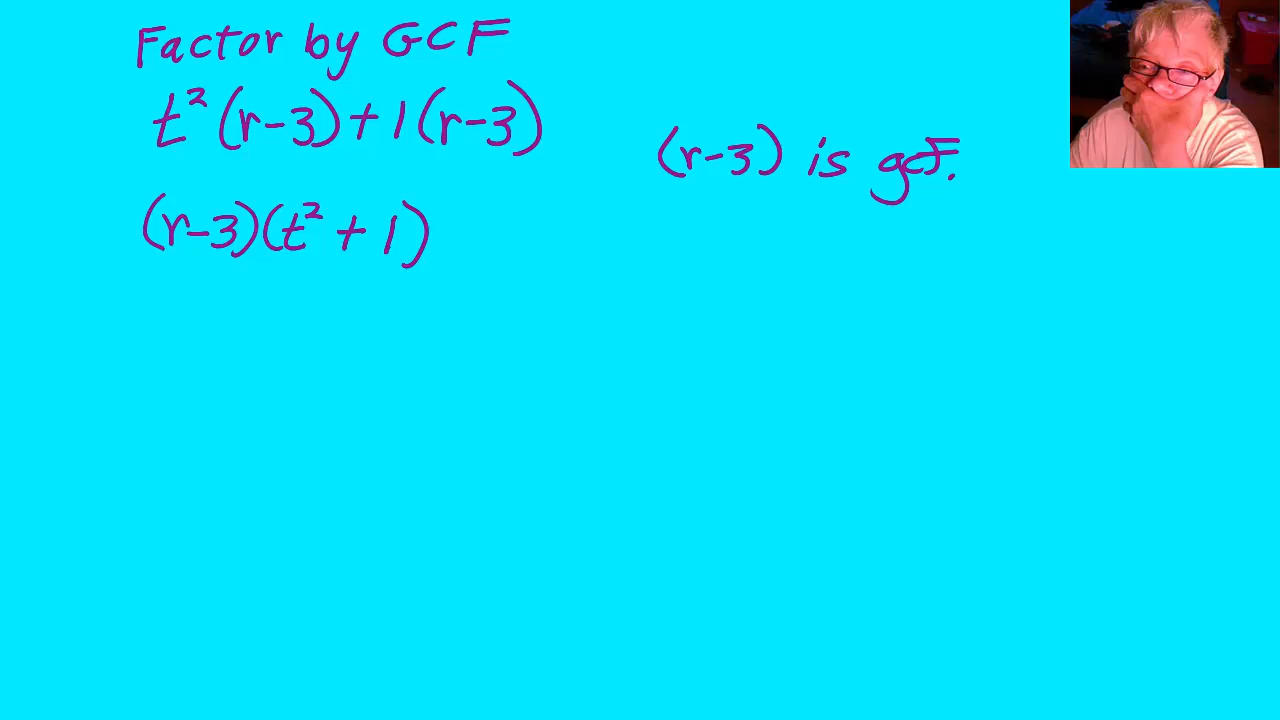 Factor by GCF
t²(r-3)+1(r-3)
(r-3) is gcF.
(r-3)(t²+1)